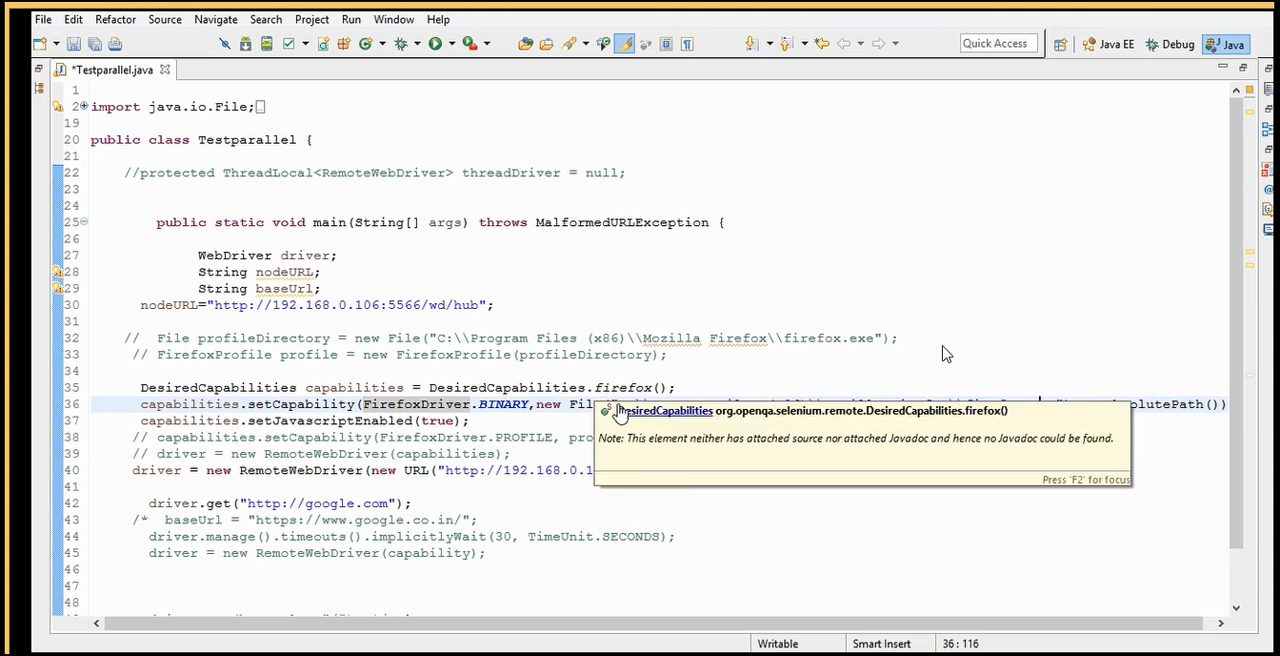 File Edit Refactor Source Navigate Search Project Run Window Help
Quick Access Java EE Debug Java
*Testparallel.java
1
2 import java.io.File;
19
20 public class Testparallel {
21
22 //protected ThreadLocal<RemoteWebDriver> threadDriver = null;
23
24
25 public static void main(String[] args) throws MalformedURLException {
26
27 WebDriver driver;
28 String nodeURL;
29 String baseUrl;
30 nodeURL="http://192.168.0.106:5566/wd/hub";
31
32 // File profileDirectory = new File("C:\\Program Files (x86)\\Mozilla Firefox\\firefox.exe");
33 // FirefoxProfile profile = new FirefoxProfile(profileDirectory);
34
35 DesiredCapabilities capabilities = DesiredCapabilities.firefox();
36 capabilities.setCapability(FirefoxDriver.BINARY,new
DesiredCapabilities org.openqa.selenium.remote.DesiredCapabilities.firefox()
37 capabilities.setJavascriptEnabled(true);
38 // capabilities.setCapability(FirefoxDriver.PROFILE,
Note: This element neither has attached source nor attached Javadoc and hence no Javadoc could be found.
39 // driver = new RemoteWebDriver(capabilities);
40 driver = new RemoteWebDriver(new URL("http://192.168.0.1
Press 'F2' for focus
41
42 driver.get("http://google.com");
43 /* baseUrl = "https://www.google.co.in/";
44 driver.manage().timeouts().implicitlyWait(30, TimeUnit.SECONDS);
45 driver = new RemoteWebDriver(capability);
46
47
48
Writable Smart Insert 36 : 116